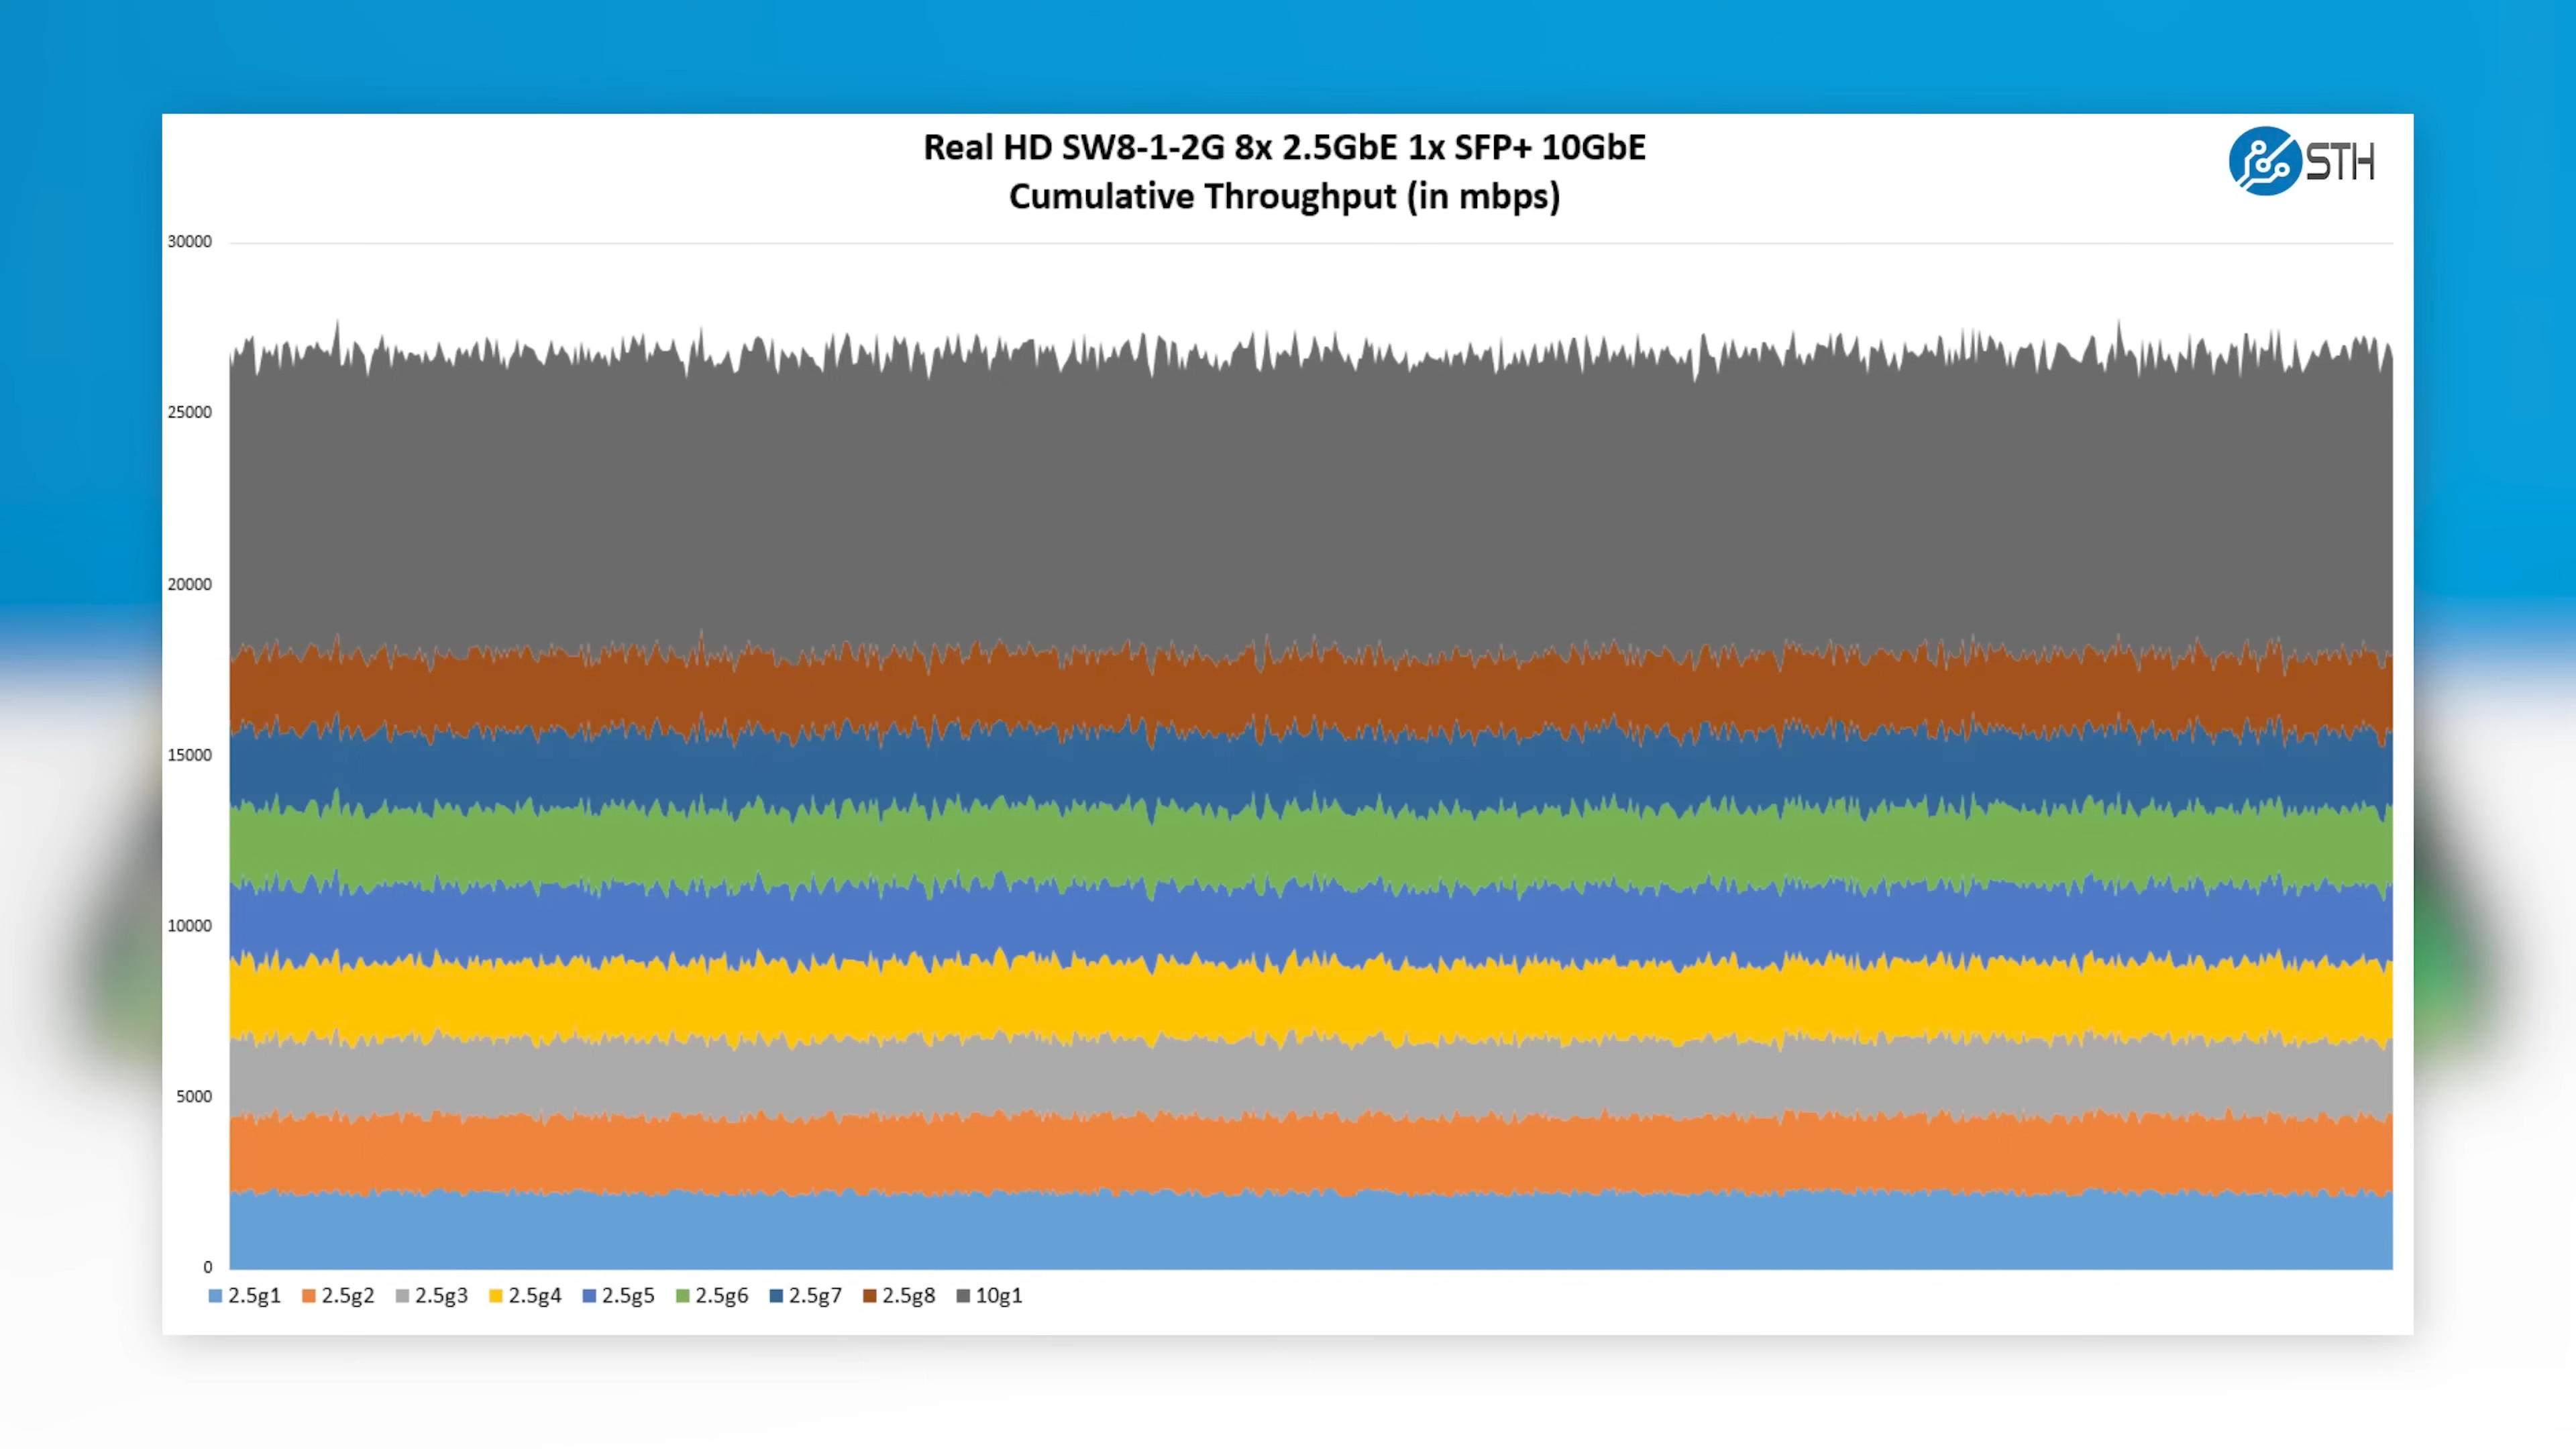 Real HD SW8-1-2G 8x 2.5GbE 1x SFP+ 10GbE
Cumulative Throughput (in mbps)
STH
30000
25000
20000
15000
10000
5000
0
2.5g1 2.5g2 2.5g3 2.5g4 2.5g5 2.5g6 2.5g7 2.5g8 10g1